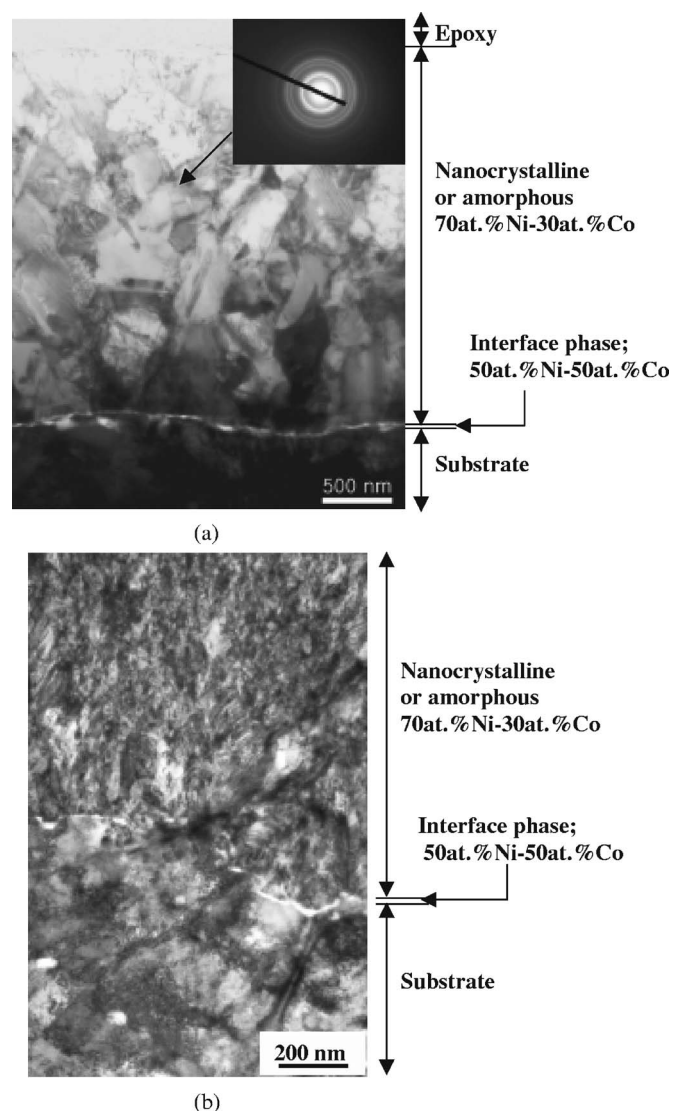 Epoxy
Nanocrystalline
or amorphous
70at.%Ni-30at.%Co
Interface phase;
50at.%Ni-50at.%Co
Substrate
500 nm
(a)
Nanocrystalline
or amorphous
70at.%Ni-30at.%Co
Interface phase;
50at.%Ni-50at.%Co
Substrate
200 nm
(b)